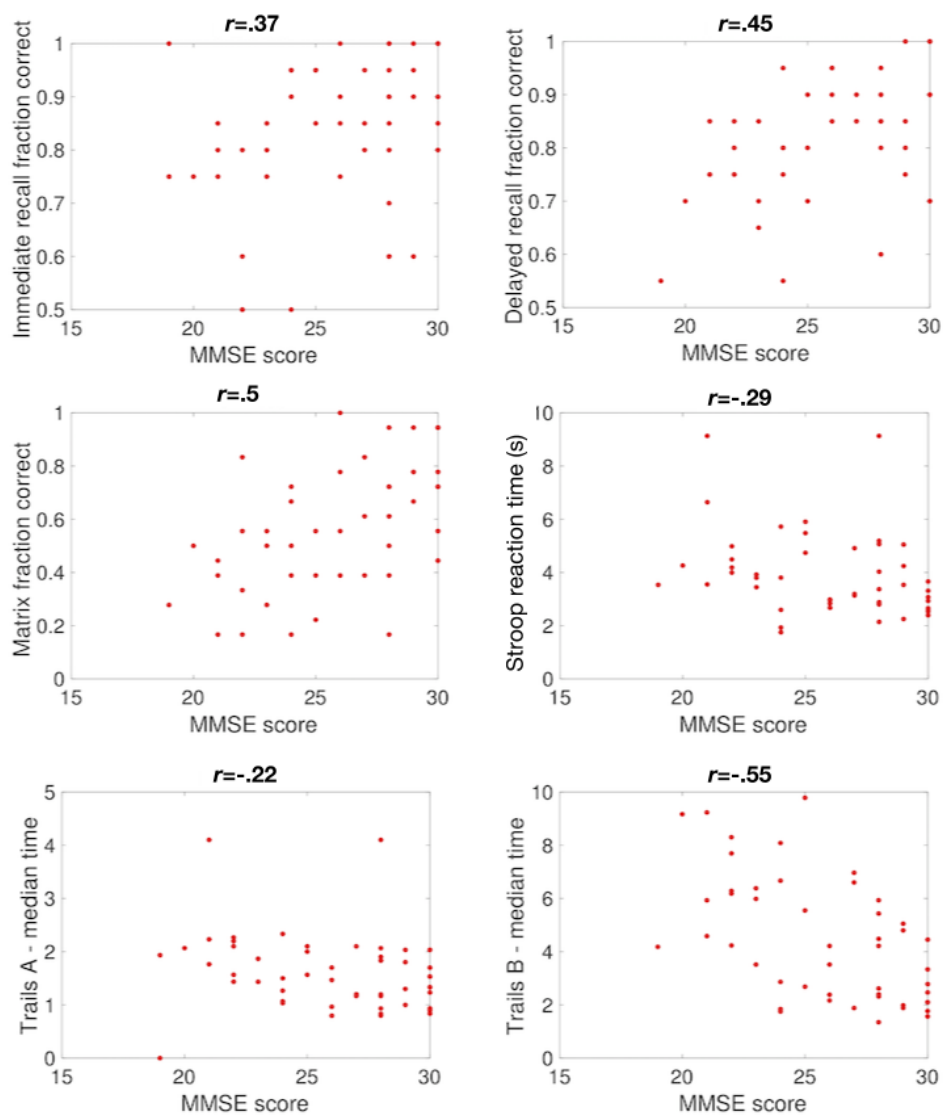 r=.37
Immediate recall fraction correct
1
0.9
0.8
0.7
0.6
0.5
15 20 25 30
MMSE score
r=.45
Delayed recall fraction correct
1
0.9
0.8
0.7
0.6
0.5
15 20 25 30
MMSE score
r=.5
Matrix fraction correct
1
0.8
0.6
0.4
0.2
0
15 20 25 30
MMSE score
r=-.29
Stroop reaction time (s)
10
8
6
4
2
0
15 20 25 30
MMSE score
r=-.22
Trails A - median time
5
4
3
2
1
0
15 20 25 30
MMSE score
r=-.55
Trails B - median time
10
8
6
4
2
0
15 20 25 30
MMSE score